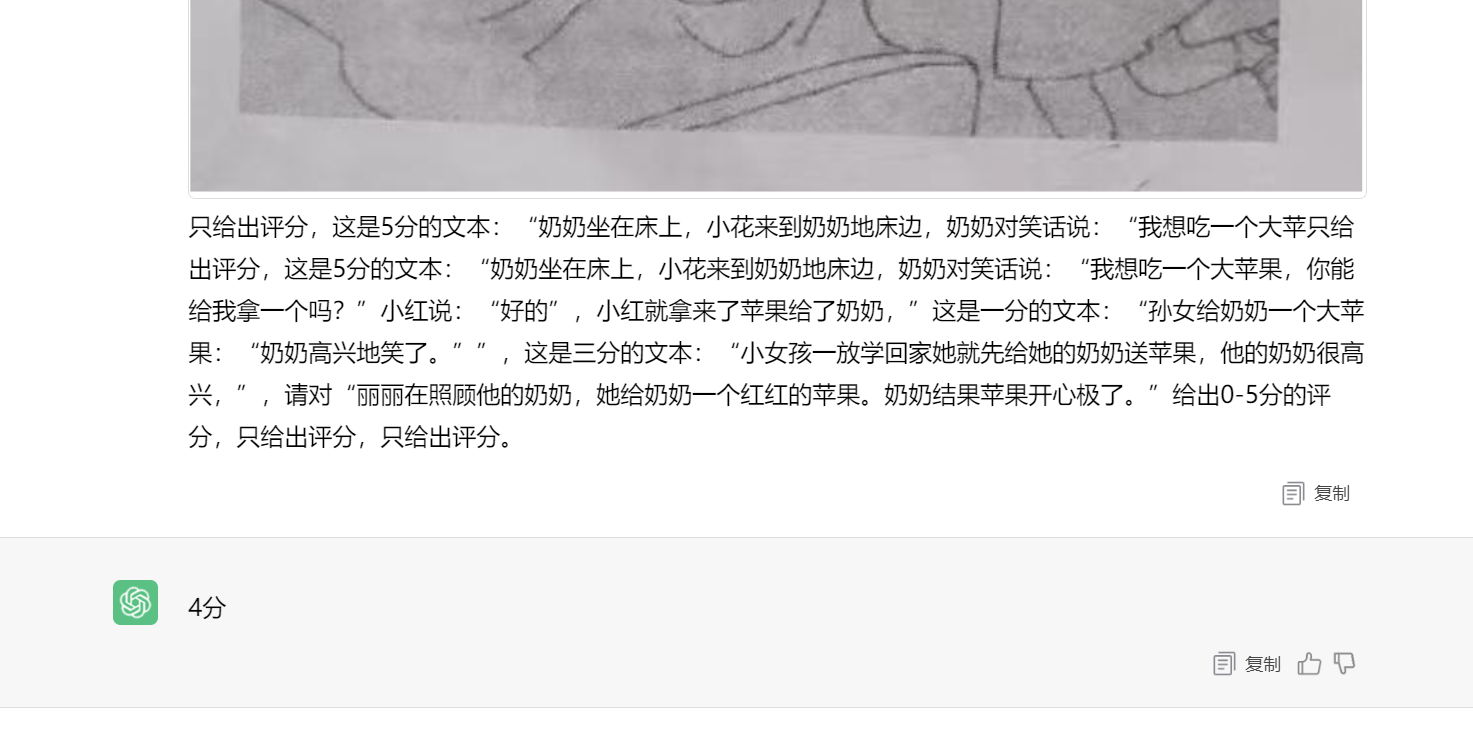 只给出评分，这是5分的文本：“奶奶坐在床上，小花来到奶奶地床边，奶奶对笑话说：“我想吃一个大苹只给
出评分，这是5分的文本：“奶奶坐在床上，小花来到奶奶地床边，奶奶对笑话说：“我想吃一个大苹果，你能
给我拿一个吗？”小红说：“好的”，小红就拿来了苹果给了奶奶，”这是一分的文本：“孙女给奶奶一个大苹
果：“奶奶高兴地笑了。””，这是三分的文本：“小女孩一放学回家她就先给她的奶奶送苹果，他的奶奶很高
兴，”，请对“丽丽在照顾他的奶奶，她给奶奶一个红红的苹果。奶奶结果苹果开心极了。”给出0-5分的评
分，只给出评分，只给出评分。
复制
4分
复制